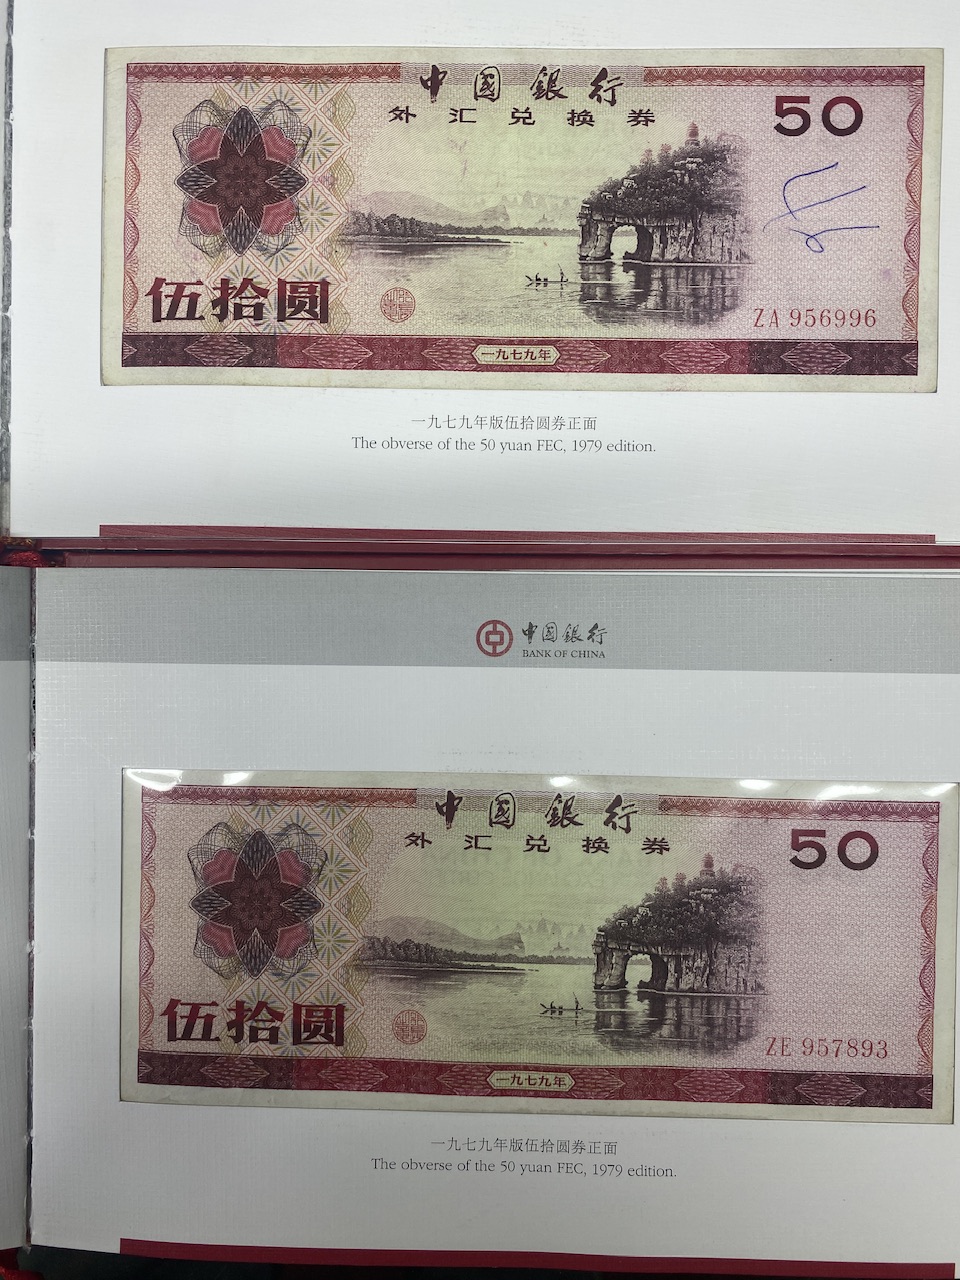 中國銀行
外汇兑换券
50
伍拾圆
ZA 956996
一九七九年
一九七九年版伍拾圆券正面
The obverse of the 50 yuan FEC, 1979 edition.
中国銀行
BANK OF CHINA
中國銀行
外汇兑换券
50
伍拾圆
ZE 957893
一九七九年
一九七九年版伍拾圆券正面
The obverse of the 50 yuan FEC, 1979 edition.